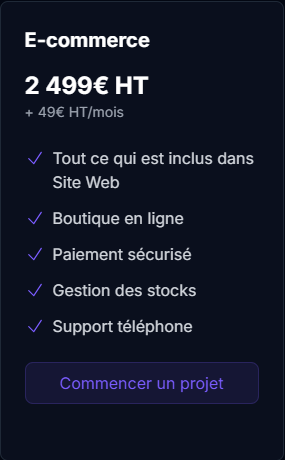 E-commerce
2 499€ HT
+ 49€ HT/mois
Tout ce qui est inclus dans
Site Web
Boutique en ligne
Paiement sécurisé
Gestion des stocks
Support téléphone
Commencer un projet